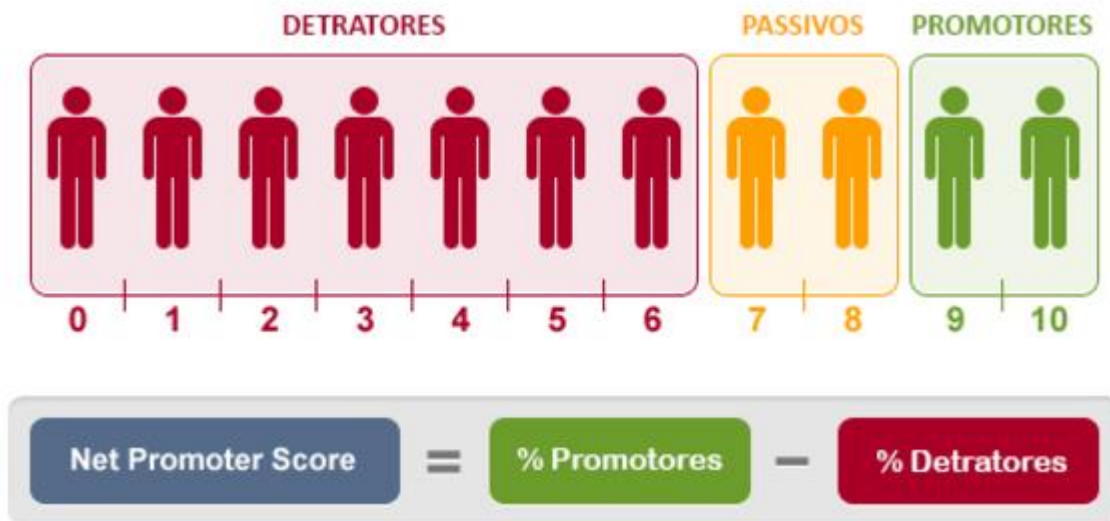 DETRATORES PASSIVOS PROMOTORES
0 1 2 3 4 5 6 7 8 9 10
Net Promoter Score = % Promotores — % Detratores